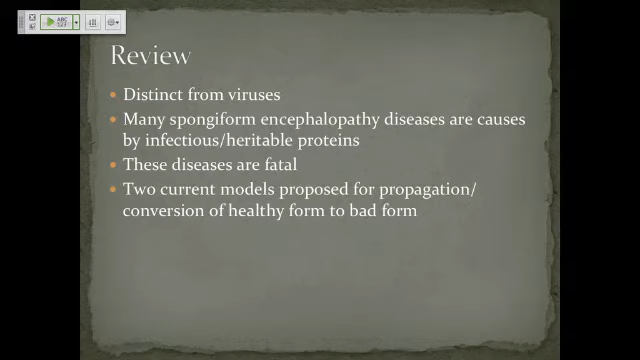 Review
Distinct from viruses
Many spongiform encephalopathy diseases are causes
by infectious/heritable proteins
These diseases are fatal
Two current models proposed for propagation/
conversion of healthy form to bad form